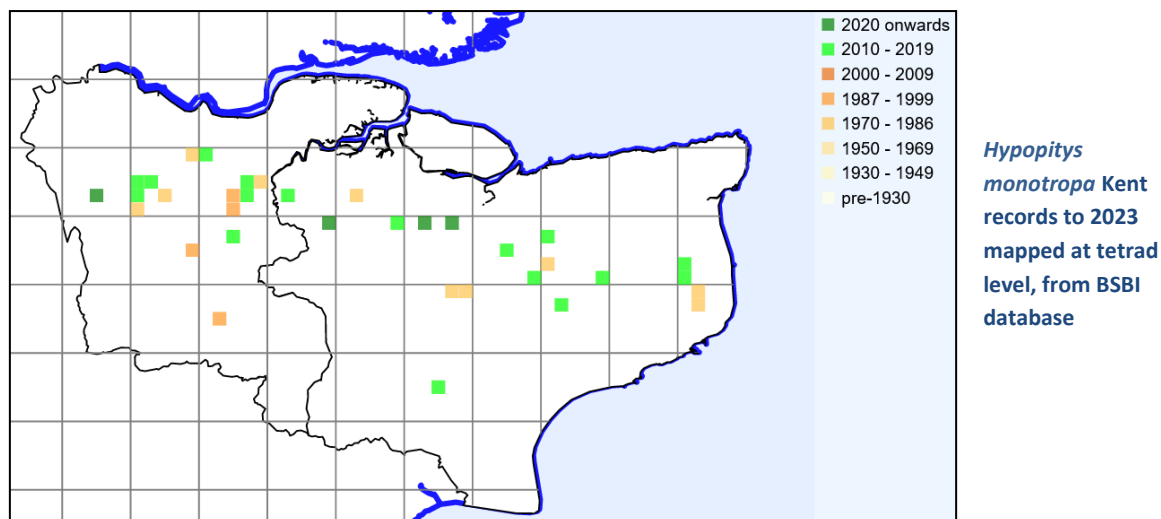 2020 onwards
2010 - 2019
2000 - 2009
1987 - 1999
1970 - 1986
1950 - 1969
1930 - 1949
pre-1930
Hypopitys
monotropa Kent
records to 2023
mapped at tetrad
level, from BSBI
database